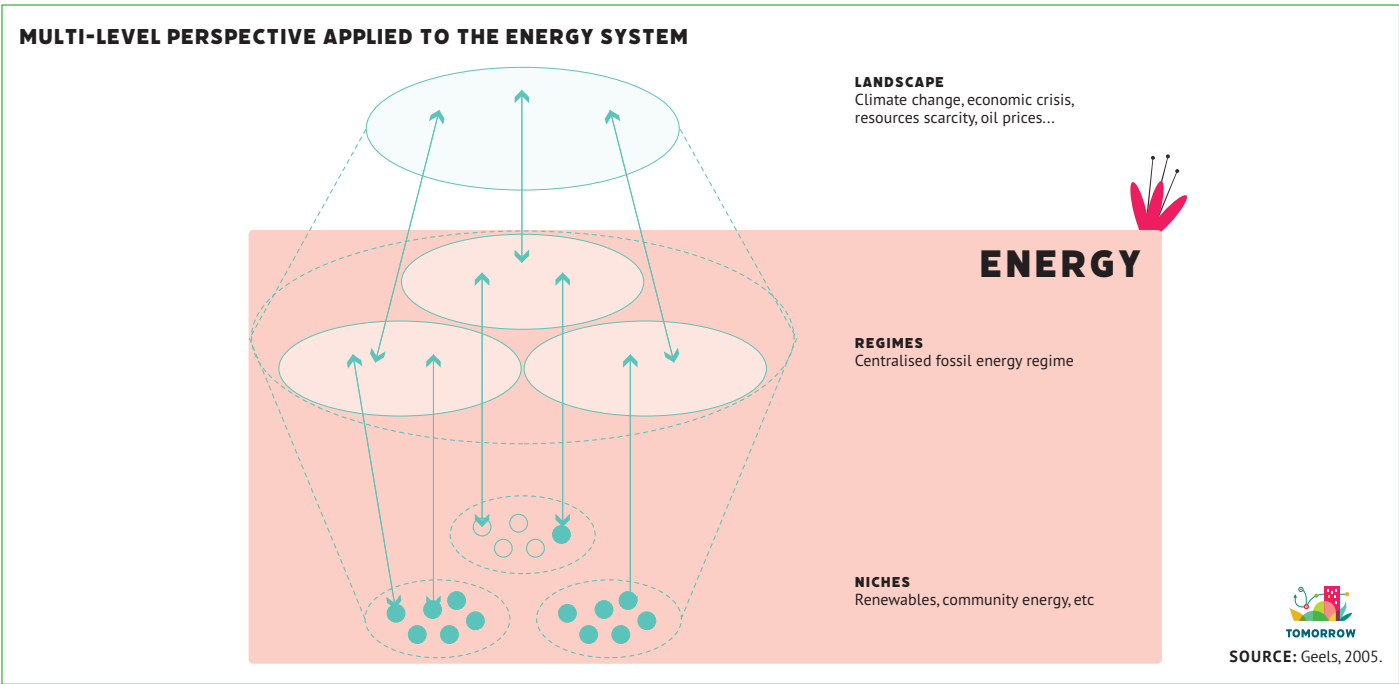 MULTI-LEVEL PERSPECTIVE APPLIED TO THE ENERGY SYSTEM
LANDSCAPE
Climate change, economic crisis,
resources scarcity, oil prices...
ENERGY
REGIMES
Centralised fossil energy regime
NICHES
Renewables, community energy, etc
TOMORROW
SOURCE: Geels, 2005.